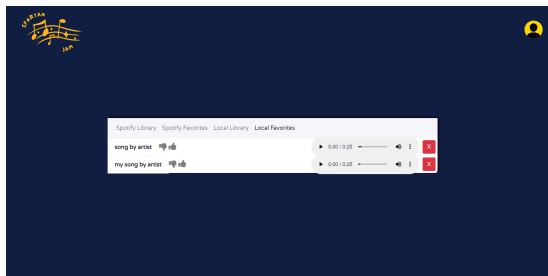 SPARTAN
JAM
Spotify Library Spotify Favorites Local Library Local Favorites
song by artist 0:00 / 0:25 X
my song by artist 0:00 / 0:25 X